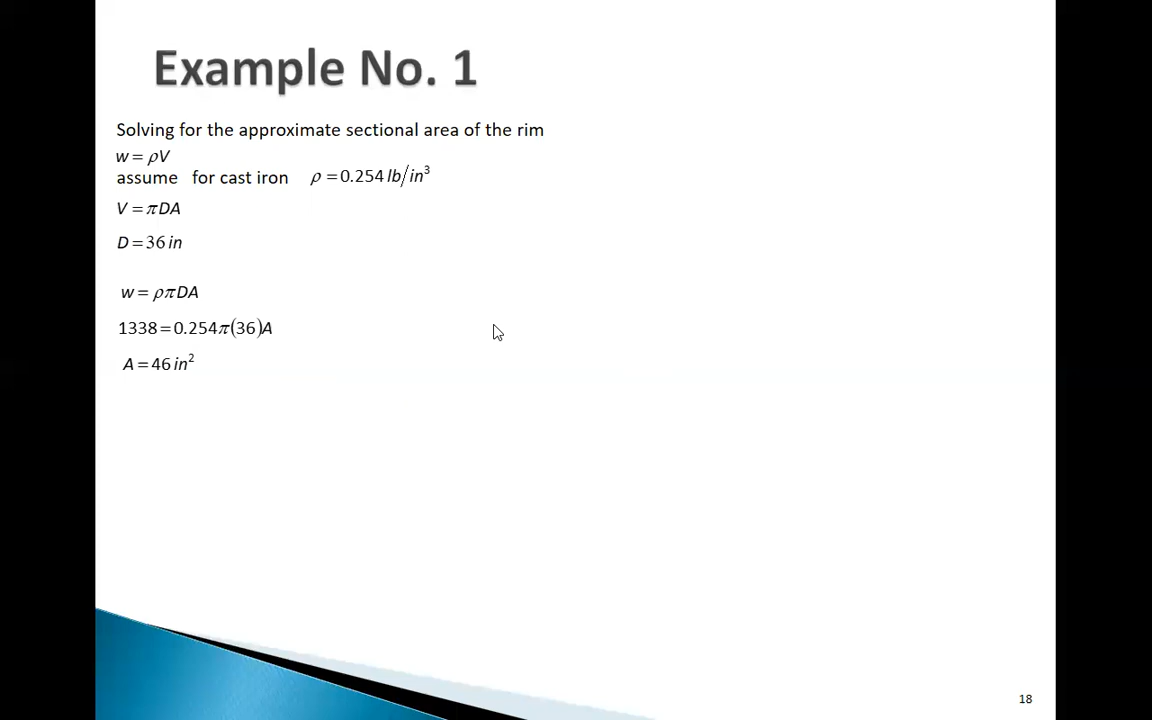 Example No. 1
Solving for the approximate sectional area of the rim
w = ρV
assume for cast iron ρ = 0.254 lb/in³
V = πDA
D = 36 in
w = ρπDA
1338 = 0.254π(36)A
A = 46 in²
18